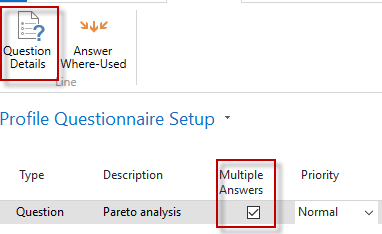 Question Answer
Details Where-Used
Line
Profile Questionnaire Setup
Type Description Multiple Answers Priority
Question Pareto analysis Normal